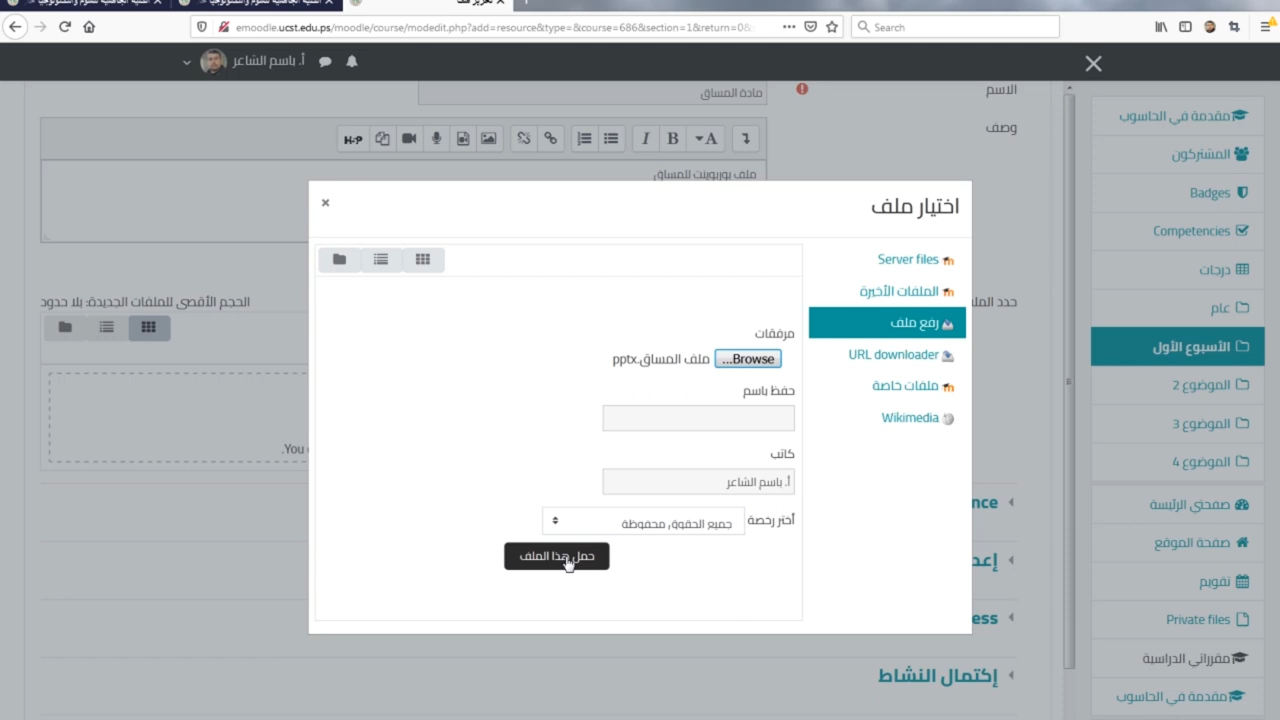 emoodle.ucst.edu.ps/moodle/course/modedit.php?add=resource&type=&course=686&section=1&return=0&
Search
أ. باسم الشاعر
الاسم
مادة المساق
وصف
H-P
I B A
ملف بوربوينت للمساق
الحجم الأقصى للملفات الجديدة: بلا حدود
You
إكتمال النشاط
اختيار ملف
Server files
الملفات الأخيرة
رفع ملف
URL downloader
ملفات خاصة
Wikimedia
مرفقات
Browse...
ملف المساق.pptx
حفظ باسم
كاتب
أ. باسم الشاعر
أختر رخصة
جميع الحقوق محفوظة
حمل هذا الملف
مقدمة في الحاسوب
المشتركون
Badges
Competencies
درجات
عام
الأسبوع الأول
الموضوع 2
الموضوع 3
الموضوع 4
صفحتي الرئيسة
صفحة الموقع
تقويم
Private files
مقرراتي الدراسية
مقدمة في الحاسوب